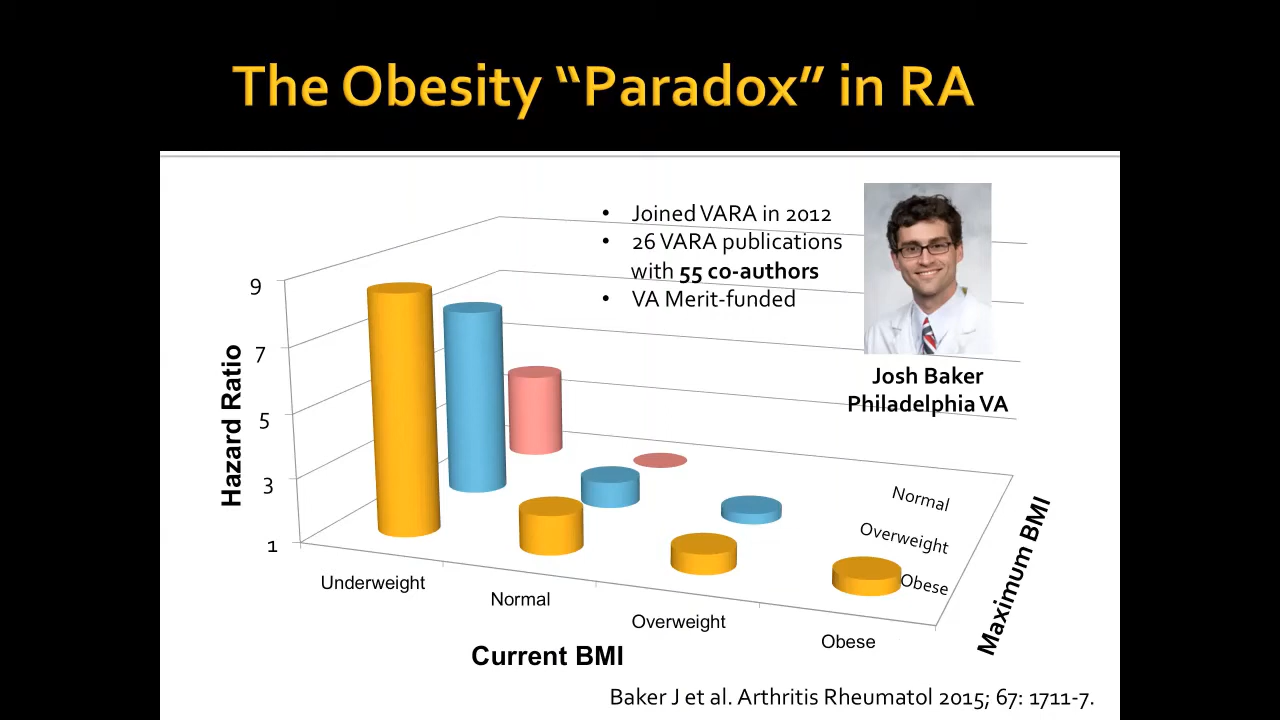 The Obesity “Paradox” in RA
• Joined VARA in 2012
• 26 VARA publications
with 55 co-authors
• VA Merit-funded
Josh Baker
Philadelphia VA
Hazard Ratio
9
7
5
3
1
Underweight
Normal
Overweight
Obese
Current BMI
Normal
Overweight
Obese
Maximum BMI
Baker J et al. Arthritis Rheumatol 2015; 67: 1711-7.